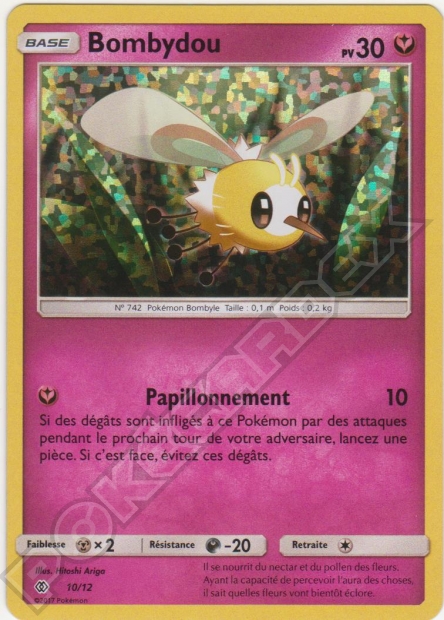 BASE Bombydou PV30
N° 742 Pokémon Bombyle Taille : 0,1 m Poids : 0,2 kg
Papillonnement 10
Si des dégâts sont infligés à ce Pokémon par des attaques
pendant le prochain tour de votre adversaire, lancez une
pièce. Si c'est face, évitez ces dégâts.
Faiblesse × 2 Résistance -20 Retraite
Illus. Hitoshi Ariga
10/12
©2017 Pokémon
Il se nourrit du nectar et du pollen des fleurs.
Ayant la capacité de percevoir l'aura des choses,
il sait quelles fleurs vont bientôt éclore.
POKECARDEX